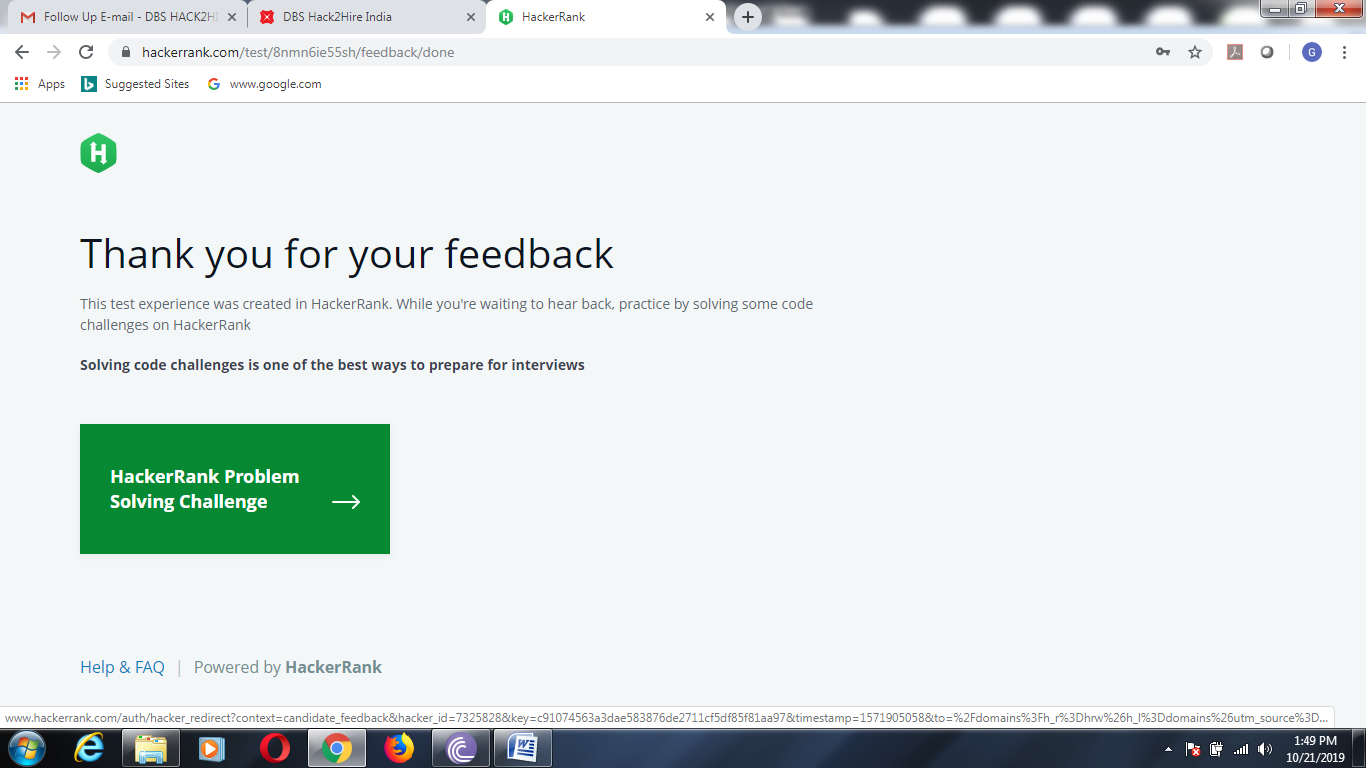 Follow Up E-mail - DBS HACK2HI
DBS Hack2Hire India
HackerRank
hackerrank.com/test/8nmn6ie55sh/feedback/done
G
Apps
Suggested Sites
www.google.com
H
Thank you for your feedback
This test experience was created in HackerRank. While you're waiting to hear back, practice by solving some code
challenges on HackerRank
Solving code challenges is one of the best ways to prepare for interviews
HackerRank Problem
Solving Challenge
Help & FAQ | Powered by HackerRank
www.hackerrank.com/auth/hacker_redirect?context=candidate_feedback&hacker_id=7325828&key=c91074563a3dae583876de2711cf5df85f81aa97&timestamp=1571905058&to=%2Fdomains%3Fh_r%3Dhrw%26h_l%3Ddomains%26utm_source%3D...
1:49 PM
10/21/2019